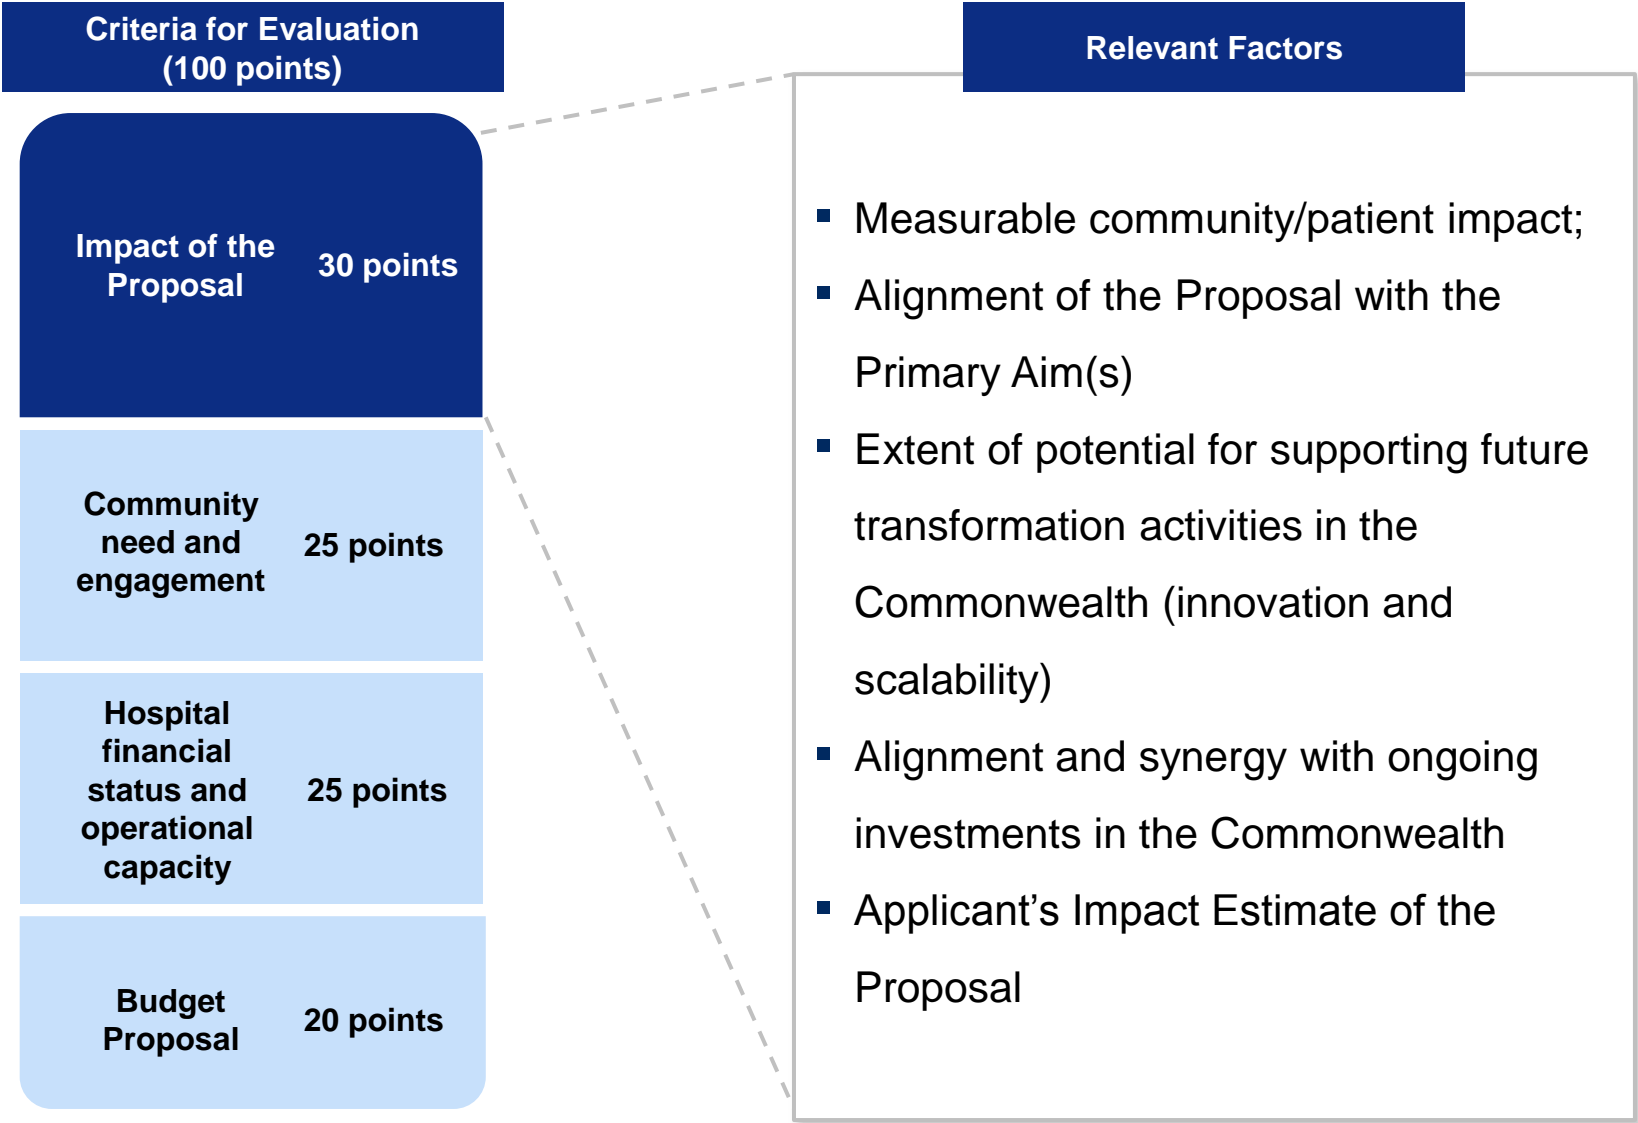 Criteria for Evaluation
(100 points)
Impact of the
Proposal
30 points
Community
need and
engagement
25 points
Hospital
financial
status and
operational
capacity
25 points
Budget
Proposal
20 points
Relevant Factors
Measurable community/patient impact;
Alignment of the Proposal with the
Primary Aim(s)
Extent of potential for supporting future
transformation activities in the
Commonwealth (innovation and
scalability)
Alignment and synergy with ongoing
investments in the Commonwealth
Applicant’s Impact Estimate of the
Proposal